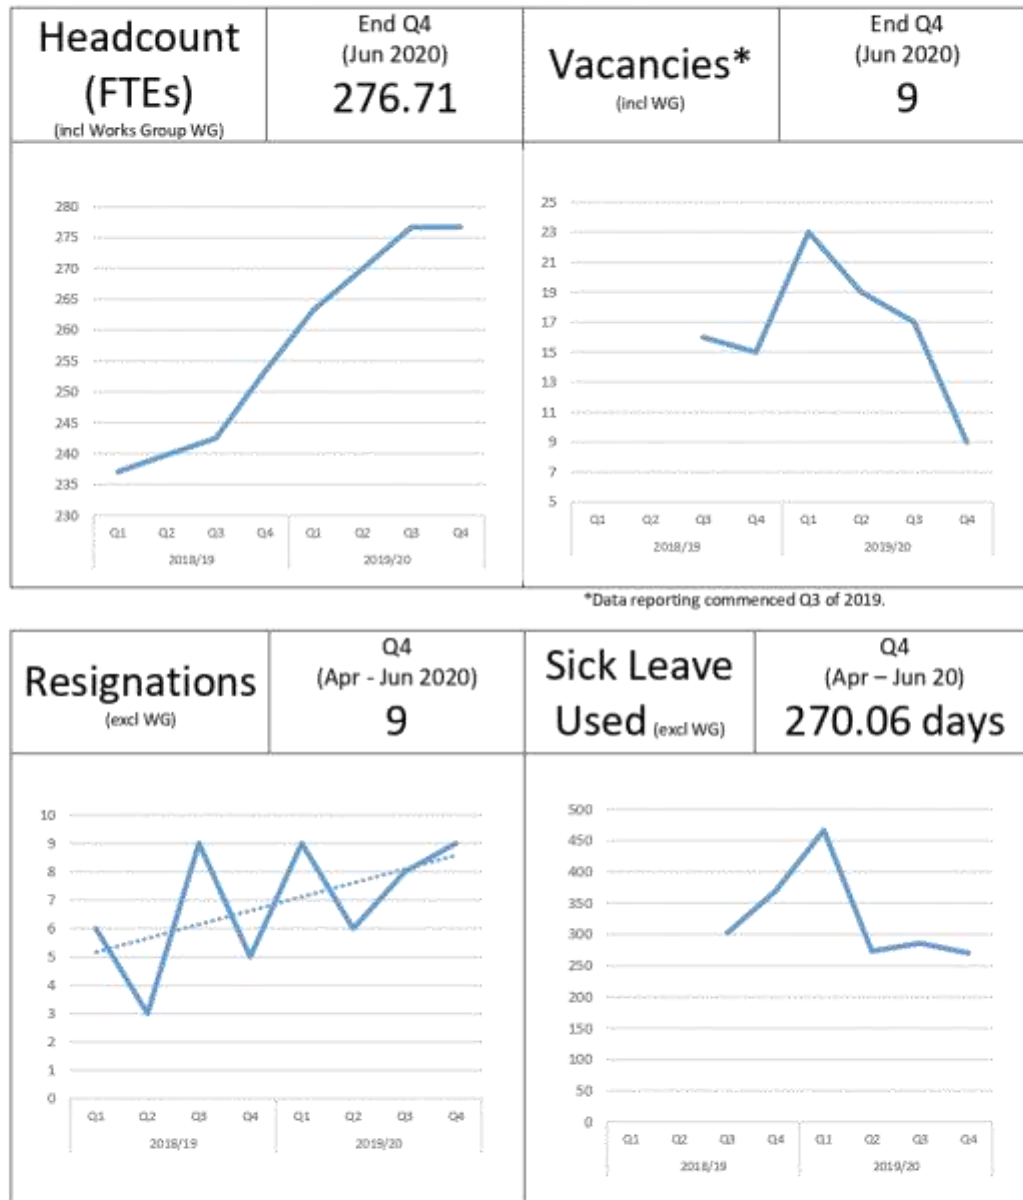 Headcount
(FTEs)
(incl Works Group WG)
End Q4
(Jun 2020)
276.71
Vacancies*
(incl WG)
End Q4
(Jun 2020)
9
280
275
270
265
260
255
250
245
240
235
230
Q1 Q2 Q3 Q4 Q1 Q2 Q3 Q4
2018/19 2019/20
25
23
21
19
17
15
13
11
9
7
5
Q1 Q2 Q3 Q4 Q1 Q2 Q3 Q4
2018/19 2019/20
*Data reporting commenced Q3 of 2019.
Resignations
(excl WG)
Q4
(Apr - Jun 2020)
9
Sick Leave
Used (excl WG)
Q4
(Apr – Jun 20)
270.06 days
10
9
8
7
6
5
4
3
2
1
0
Q1 Q2 Q3 Q4 Q1 Q2 Q3 Q4
2018/19 2019/20
500
450
400
350
300
250
200
150
100
50
0
Q1 Q2 Q3 Q4 Q1 Q2 Q3 Q4
2018/19 2019/20